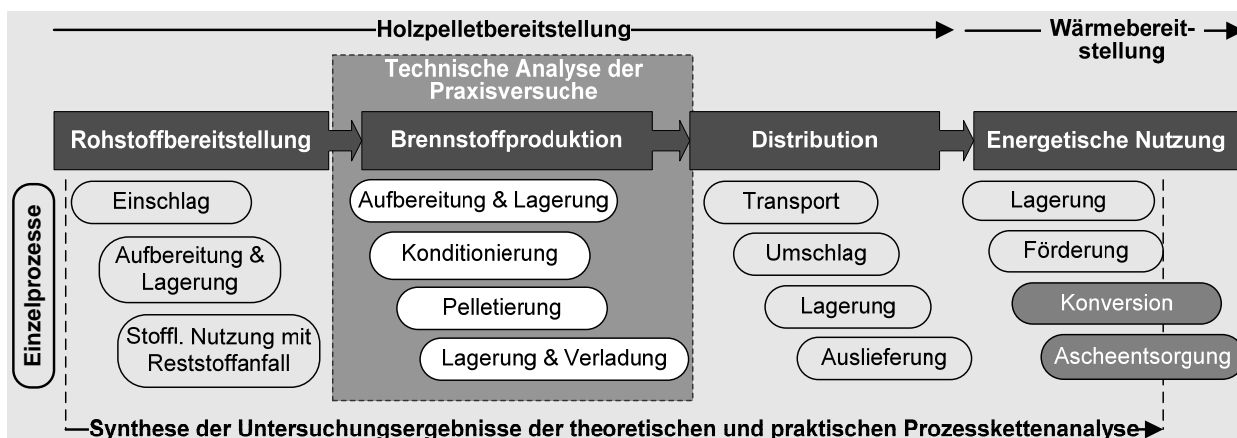 Holzpelletbereitstellung
Wärmebereit-
stellung
Technische Analyse der
Praxisversuche
Rohstoffbereitstellung
Brennstoffproduktion
Distribution
Energetische Nutzung
Einzelprozesse
Einschlag
Aufbereitung &
Lagerung
Stoffl. Nutzung mit
Reststoffanfall
Aufbereitung & Lagerung
Konditionierung
Pelletierung
Lagerung & Verladung
Transport
Umschlag
Lagerung
Auslieferung
Lagerung
Förderung
Konversion
Ascheentsorgung
Synthese der Untersuchungsergebnisse der theoretischen und praktischen Prozesskettenanalyse